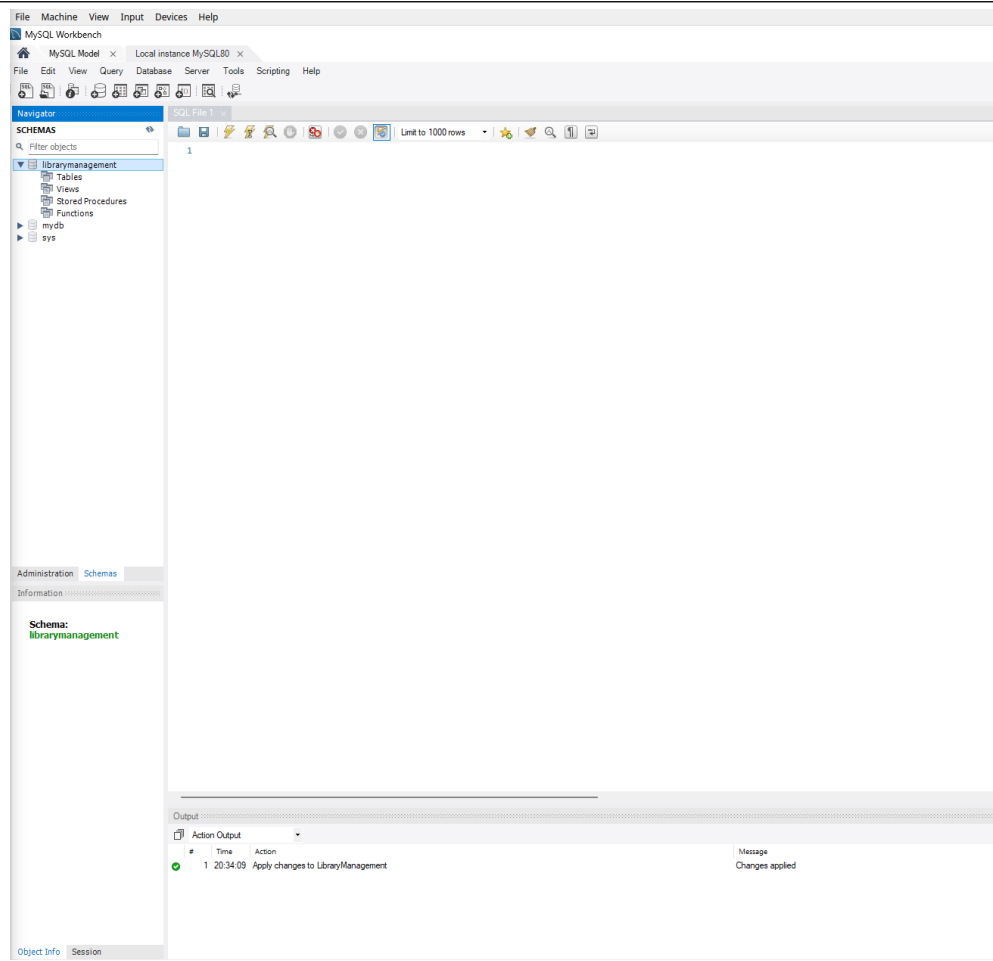 File Machine View Input Devices Help
MySQL Workbench
MySQL Model × Local instance MySQL80 ×
File Edit View Query Database Server Tools Scripting Help
Navigator
SQL File 1 ×
SCHEMAS
Limit to 1000 rows
Filter objects
1
librarymanagement
Tables
Views
Stored Procedures
Functions
mydb
sys
Administration Schemas
Information
Schema:
librarymanagement
Output
Action Output
# Time Action Message
1 20:34:09 Apply changes to LibraryManagement Changes applied
Object Info Session